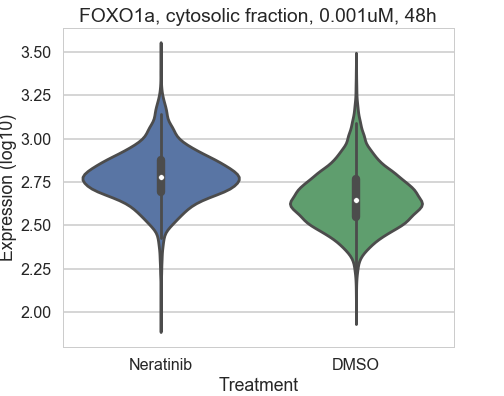 FOXO1a, cytosolic fraction, 0.001uM, 48h
3.50
3.25
3.00
2.75
2.50
2.25
2.00
Expression (log10)
Neratinib
DMSO
Treatment